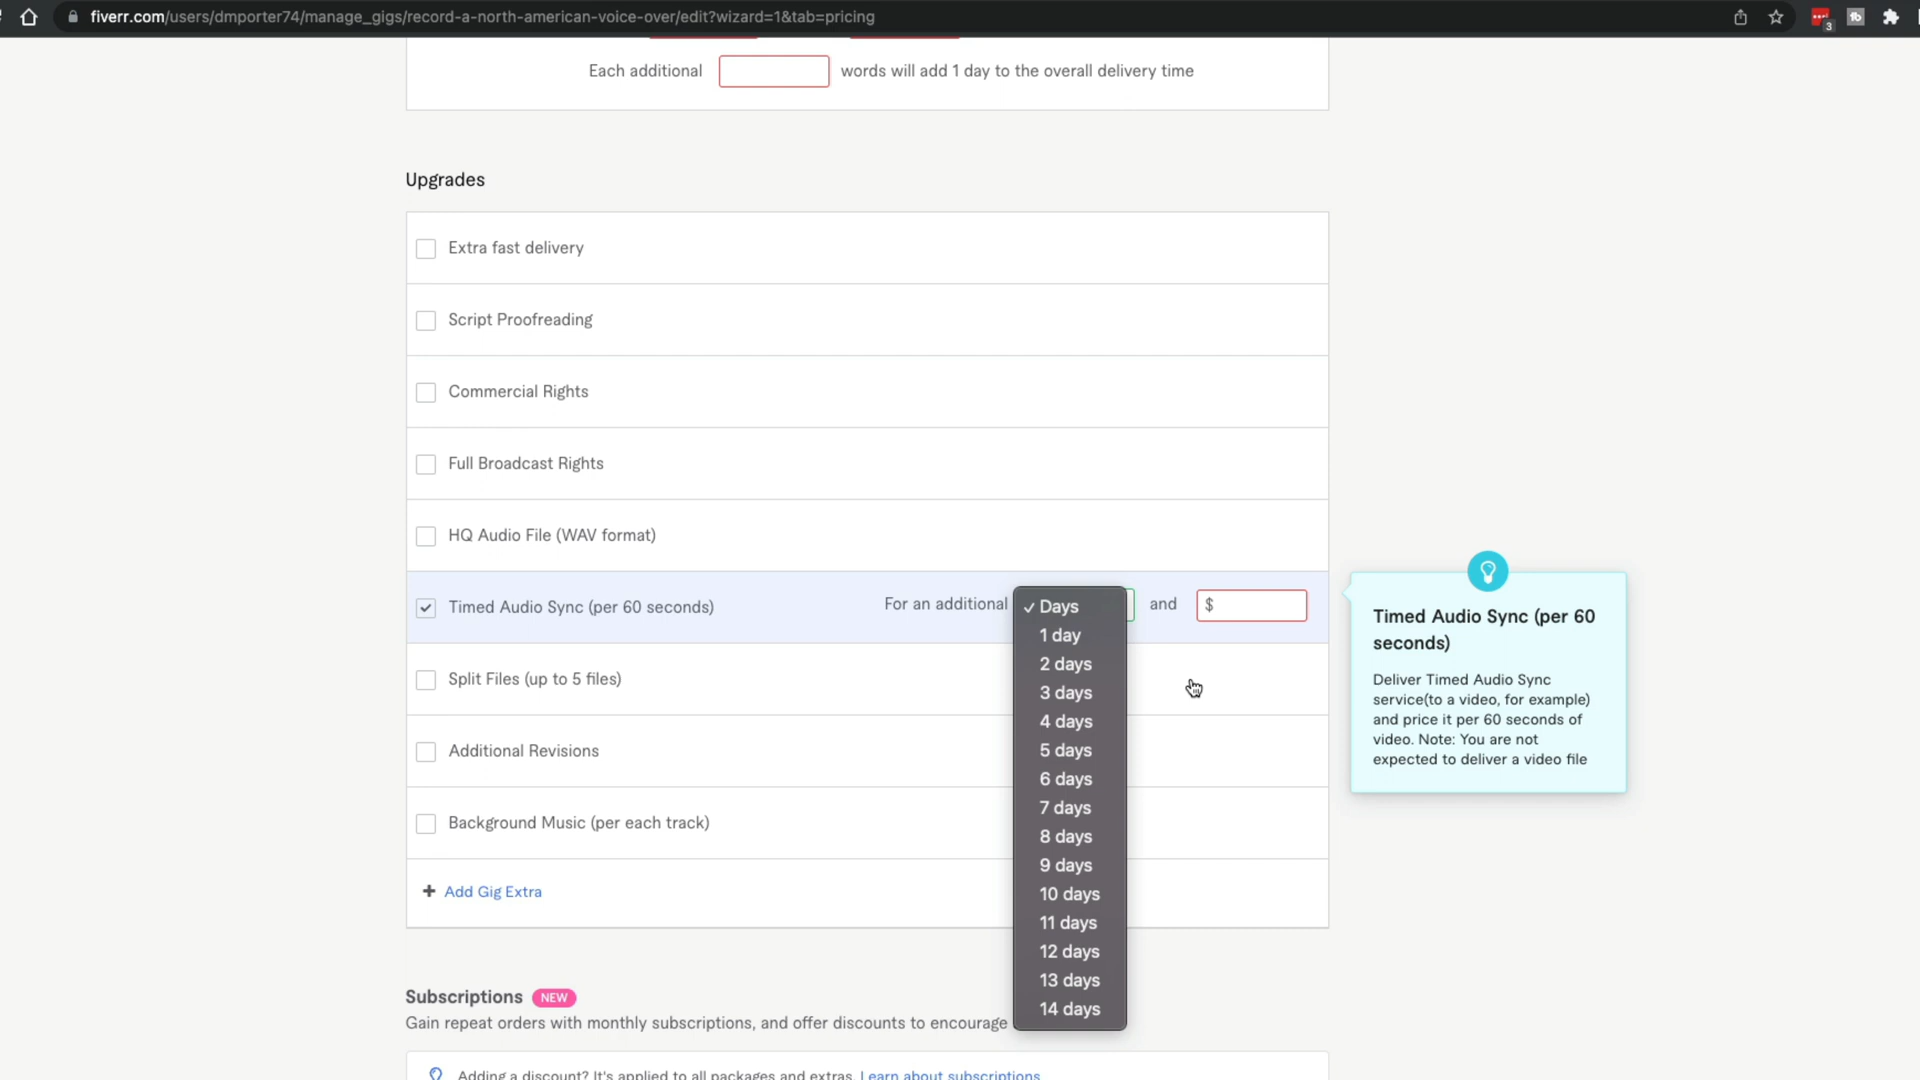 fiverr.com/users/dmporter74/manage_gigs/record-a-north-american-voice-over/edit?wizard=1&tab=pricing
3
Each additional words will add 1 day to the overall delivery time
Upgrades
Extra fast delivery
Script Proofreading
Commercial Rights
Full Broadcast Rights
HQ Audio File (WAV format)
Timed Audio Sync (per 60 seconds) For an additional and $
✓ Days
1 day
2 days
3 days
4 days
5 days
6 days
7 days
8 days
9 days
10 days
11 days
12 days
13 days
14 days
Timed Audio Sync (per 60
seconds)
Deliver Timed Audio Sync
service(to a video, for example)
and price it per 60 seconds of
video. Note: You are not
expected to deliver a video file
Split Files (up to 5 files)
Additional Revisions
Background Music (per each track)
+ Add Gig Extra
Subscriptions NEW
Gain repeat orders with monthly subscriptions, and offer discounts to encourage
Adding a discount? It's applied to all packages and extras. Learn about subscriptions